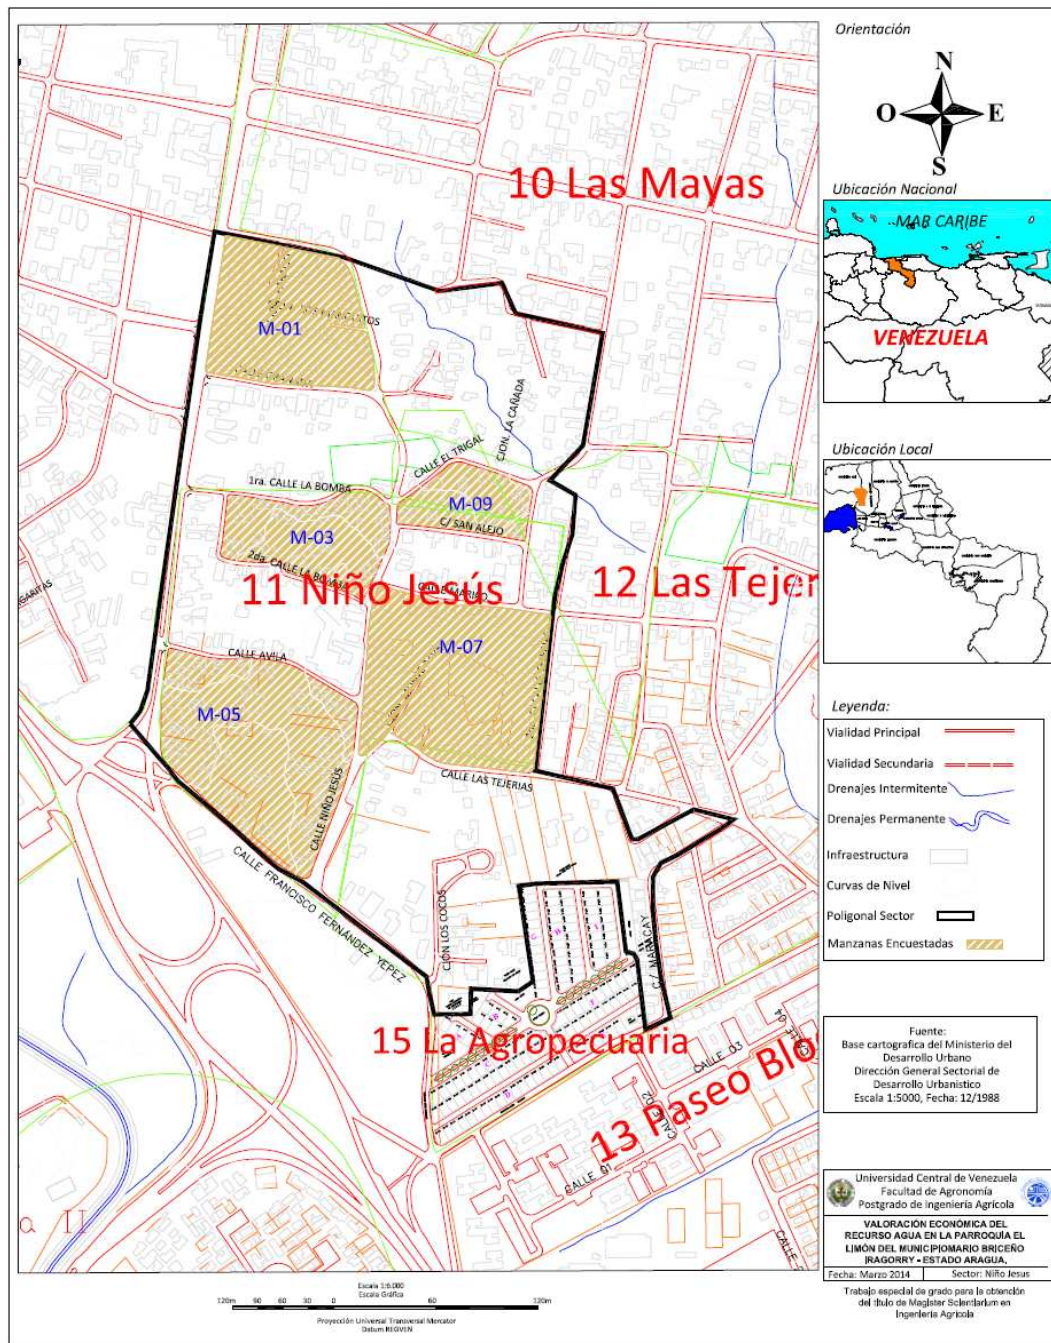 Orientación
N
O
E
S
10 Las Mayas
Ubicación Nacional
MAR CARIBE
VENEZUELA
M-01
CJON. LA CAÑADA
CALLE EL TRIGAL
1ra. CALLE LA BOMBA
M-09
C/ SAN ALEJO
M-03
2da. CALLE LA BOMBA
11 Niño Jesús
12 Las Tejer
Ubicación Local
M-07
CALLE AVILA
M-05
CALLE NIÑO JESÚS
CALLE LAS TEJERIAS
CALLE FRANCISCO FERNÁNDEZ YEPEZ
CJON LOS COCOS
C/ MARACAY
15 La Agropecuaria
13 Paseo Blo
CALLE 04
CALLE 03
CALLE 02
CALLE 01
a II
Leyenda:
Vialidad Principal
Vialidad Secundaria
Drenajes Intermitente
Drenajes Permanente
Infraestructura
Curvas de Nivel
Poligonal Sector
Manzanas Encuestadas
Fuente:
Base cartografica del Ministerio del
Desarrollo Urbano
Dirección General Sectorial de
Desarrollo Urbanistico
Escala 1:5000, Fecha: 12/1988
Universidad Central de Venezuela
Facultad de Agronomía
Postgrado de Ingeniería Agrícola
VALORACIÓN ECONÓMICA DEL
RECURSO AGUA EN LA PARROQUÍA EL
LIMÓN DEL MUNICIPIOMARIO BRICEÑO
IRAGORRY - ESTADO ARAGUA,
Fecha: Marzo 2014
Sector: Niño Jesus
Trabajo especial de grado para la obtención
del título de Magister Scientiarium en
Ingeniería Agrícola
Escala 1:6.000
Escala Gráfica
120m 90 60 30 0 60 120m
Proyección Universal Transversal Mercator
Datum REGVEN